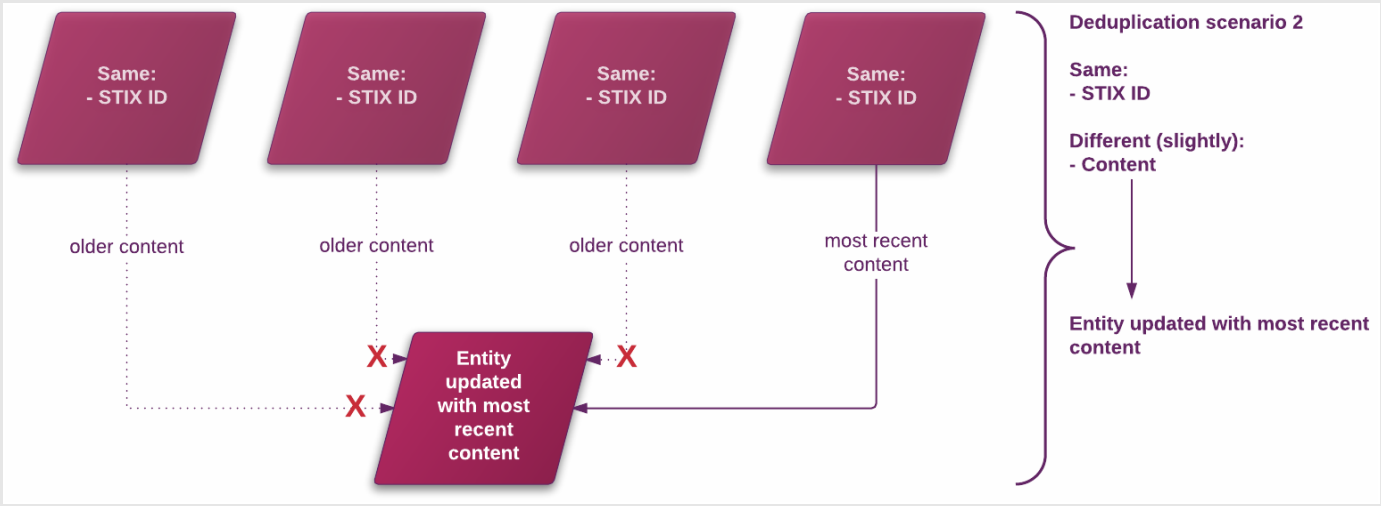 Same:
- STIX ID
Same:
- STIX ID
Same:
- STIX ID
Same:
- STIX ID
older content
older content
older content
most recent
content
X
X
X
Entity
updated
with most
recent
content
Deduplication scenario 2
Same:
- STIX ID
Different (slightly):
- Content
Entity updated with most recent
content